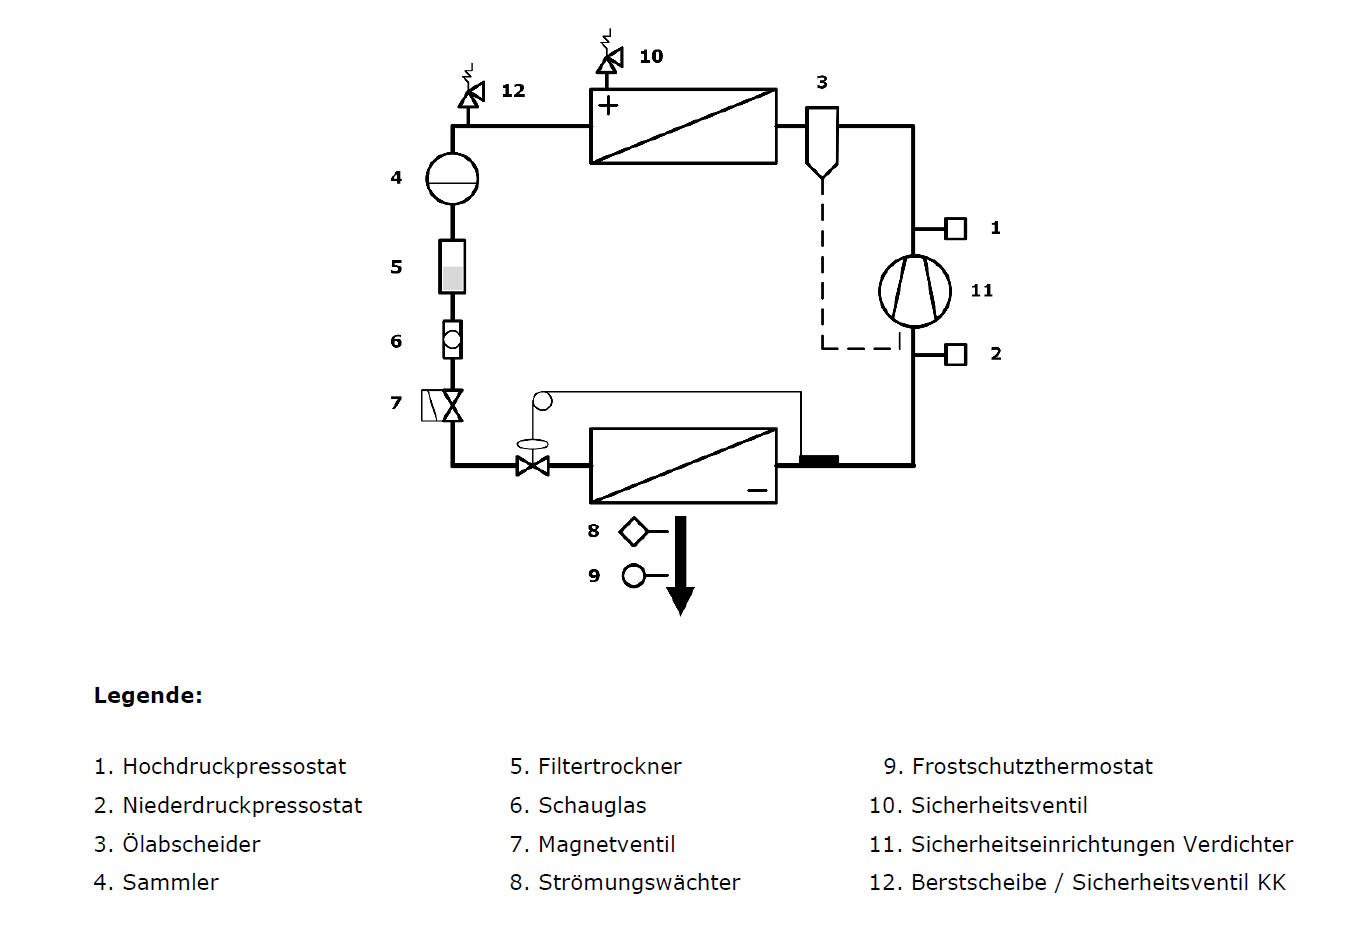 10
3
12
4
1
5
11
6
2
7
8
9
Legende:
1. Hochdruckpressostat
2. Niederdruckpressostat
3. Ölabscheider
4. Sammler
5. Filtertrockner
6. Schauglas
7. Magnetventil
8. Strömungswächter
9. Frostschutzthermostat
10. Sicherheitsventil
11. Sicherheitseinrichtungen Verdichter
12. Berstscheibe / Sicherheitsventil KK